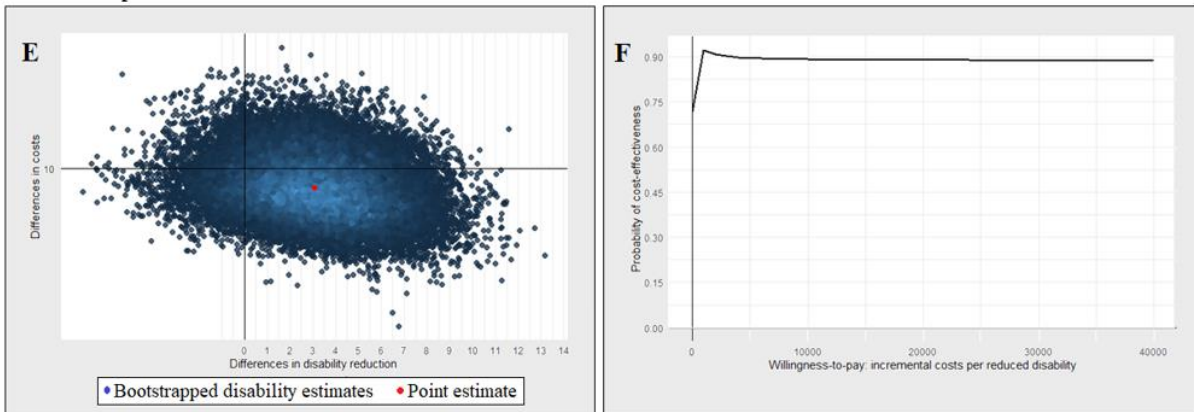 E
Differences in costs
10
0 1 2 3 4 5 6 7 8 9 10 11 12 13 14
Differences in disability reduction
Bootstrapped disability estimates Point estimate
F
Probability of cost-effectiveness
0.90
0.75
0.60
0.45
0.30
0.15
0.00
0 10000 20000 30000 40000
Willingness-to-pay: incremental costs per reduced disability